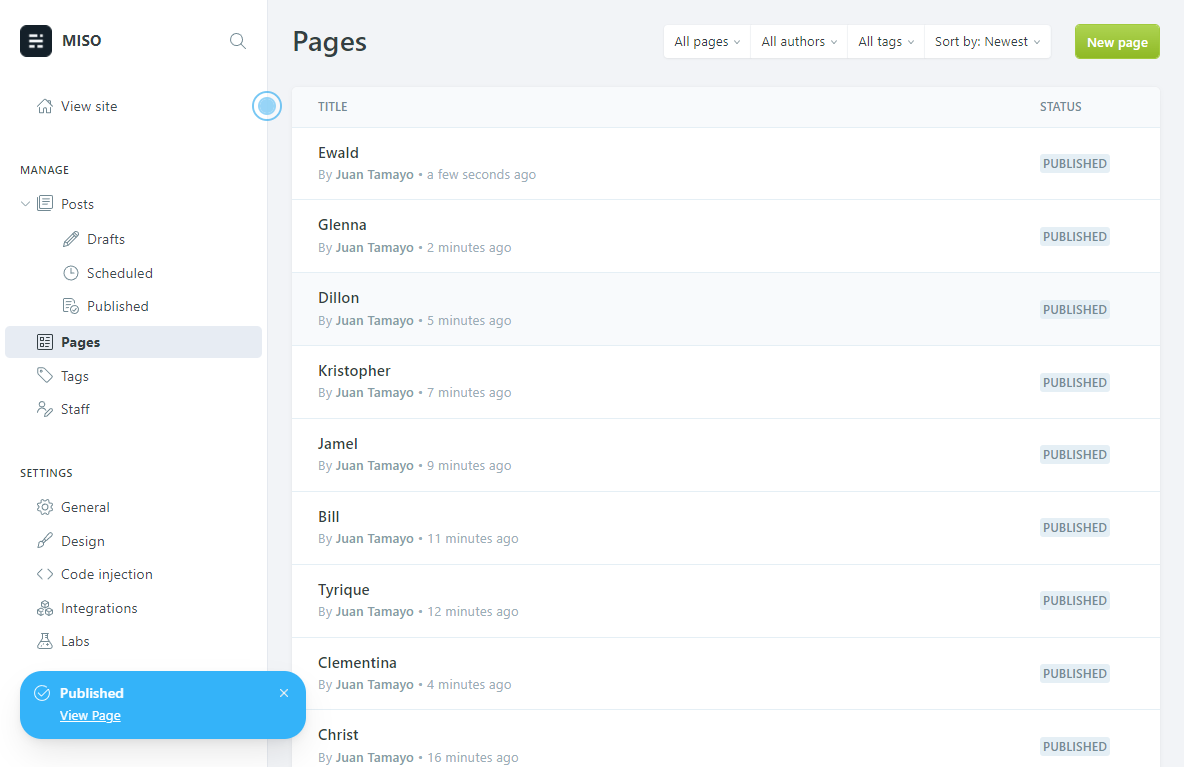 MISO
View site
MANAGE
Posts
Drafts
Scheduled
Published
Pages
Tags
Staff
SETTINGS
General
Design
Code injection
Integrations
Labs
Published
View Page
Pages
All pages
All authors
All tags
Sort by: Newest
New page
TITLE STATUS
Ewald
By Juan Tamayo • a few seconds ago
PUBLISHED
Glenna
By Juan Tamayo • 2 minutes ago
PUBLISHED
Dillon
By Juan Tamayo • 5 minutes ago
PUBLISHED
Kristopher
By Juan Tamayo • 7 minutes ago
PUBLISHED
Jamel
By Juan Tamayo • 9 minutes ago
PUBLISHED
Bill
By Juan Tamayo • 11 minutes ago
PUBLISHED
Tyrique
By Juan Tamayo • 12 minutes ago
PUBLISHED
Clementina
By Juan Tamayo • 4 minutes ago
PUBLISHED
Christ
By Juan Tamayo • 16 minutes ago
PUBLISHED